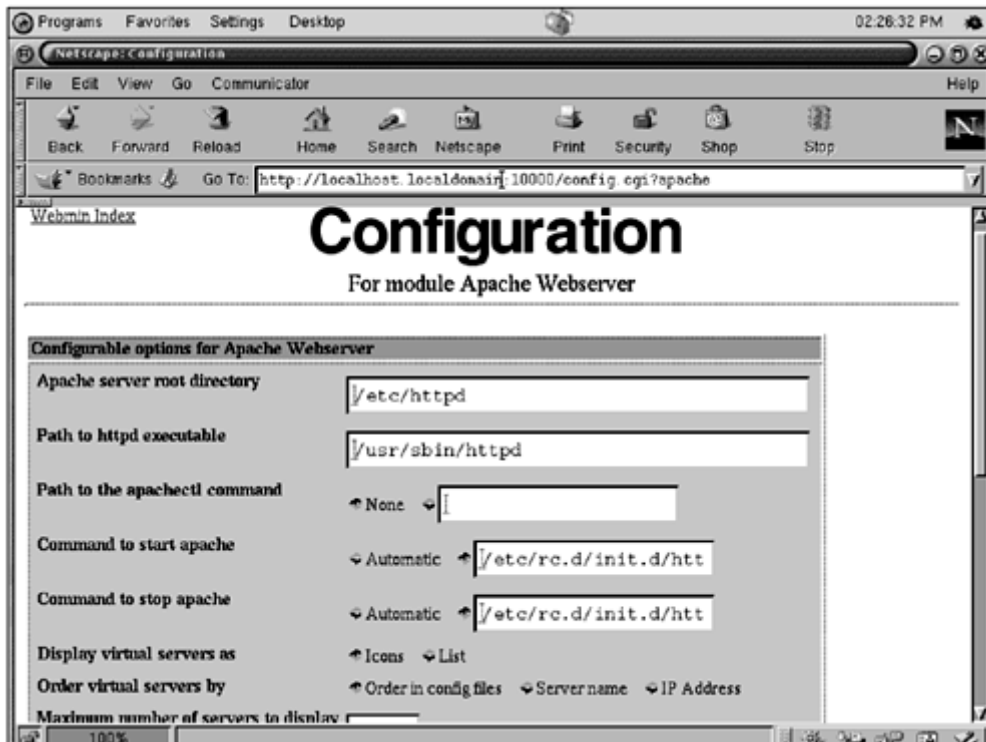 Programs Favorites Settings Desktop 02:26:32 PM
Netscape: Configuration
File Edit View Go Communicator Help
Back Forward Reload Home Search Netscape Print Security Shop Stop N
Bookmarks Go To: http://localhost.localdomain:10000/config.cgi?apache
Webmin Index
Configuration
For module Apache Webserver
Configurable options for Apache Webserver
Apache server root directory /etc/httpd
Path to httpd executable /usr/sbin/httpd
Path to the apachectl command None
Command to start apache Automatic /etc/rc.d/init.d/htt
Command to stop apache Automatic /etc/rc.d/init.d/htt
Display virtual servers as Icons List
Order virtual servers by Order in config files Server name IP Address
Maximum number of servers to display
100%